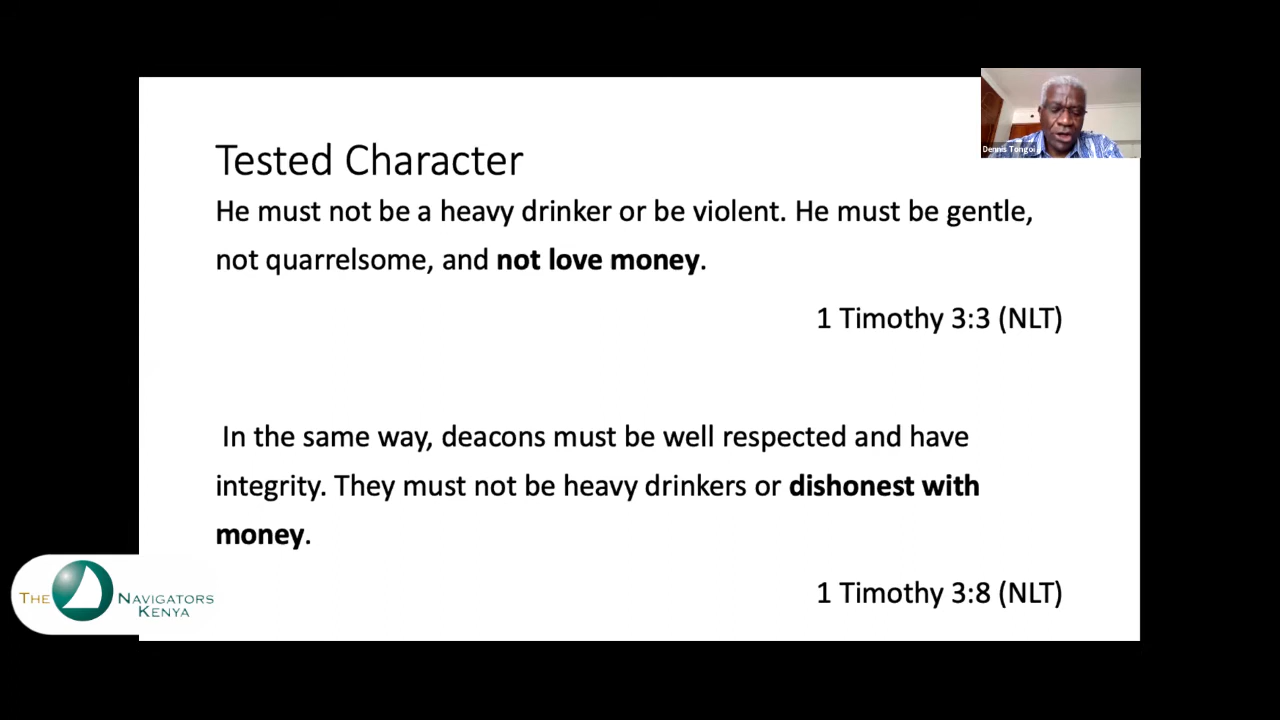 Tested Character
He must not be a heavy drinker or be violent. He must be gentle,
not quarrelsome, and not love money.
1 Timothy 3:3 (NLT)
In the same way, deacons must be well respected and have
integrity. They must not be heavy drinkers or dishonest with
money.
1 Timothy 3:8 (NLT)
Dennis Tongoi
THE NAVIGATORS
KENYA